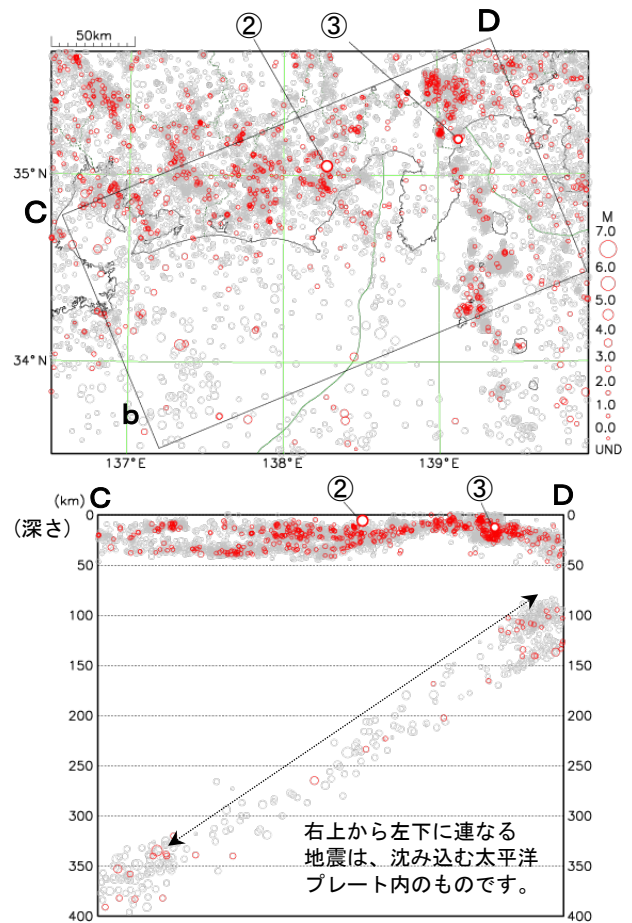 50km
②
③
D
35°N
C
M
7.0
6.0
5.0
4.0
3.0
2.0
1.0
0.0
UND
34°N
b
137°E
138°E
139°E
(km)
C
②
③
D
(深さ)
0
50
100
150
200
250
300
350
400
0
50
100
150
200
250
300
350
400
右上から左下に連なる
地震は、沈み込む太平洋
プレート内のものです。